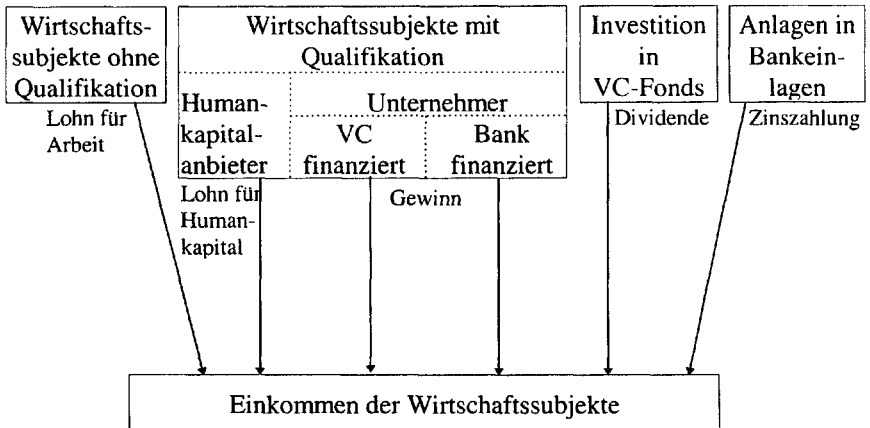 Wirtschafts-
subjekte ohne
Qualifikation
Lohn für
Arbeit
Wirtschaftssubjekte mit
Qualifikation
Human-
kapital-
anbieter
Lohn für
Human-
kapital
Unternehmer
VC
finanziert
Bank
finanziert
Gewinn
Investition
in
VC-Fonds
Dividende
Anlagen in
Bankein-
lagen
Zinszahlung
Einkommen der Wirtschaftssubjekte